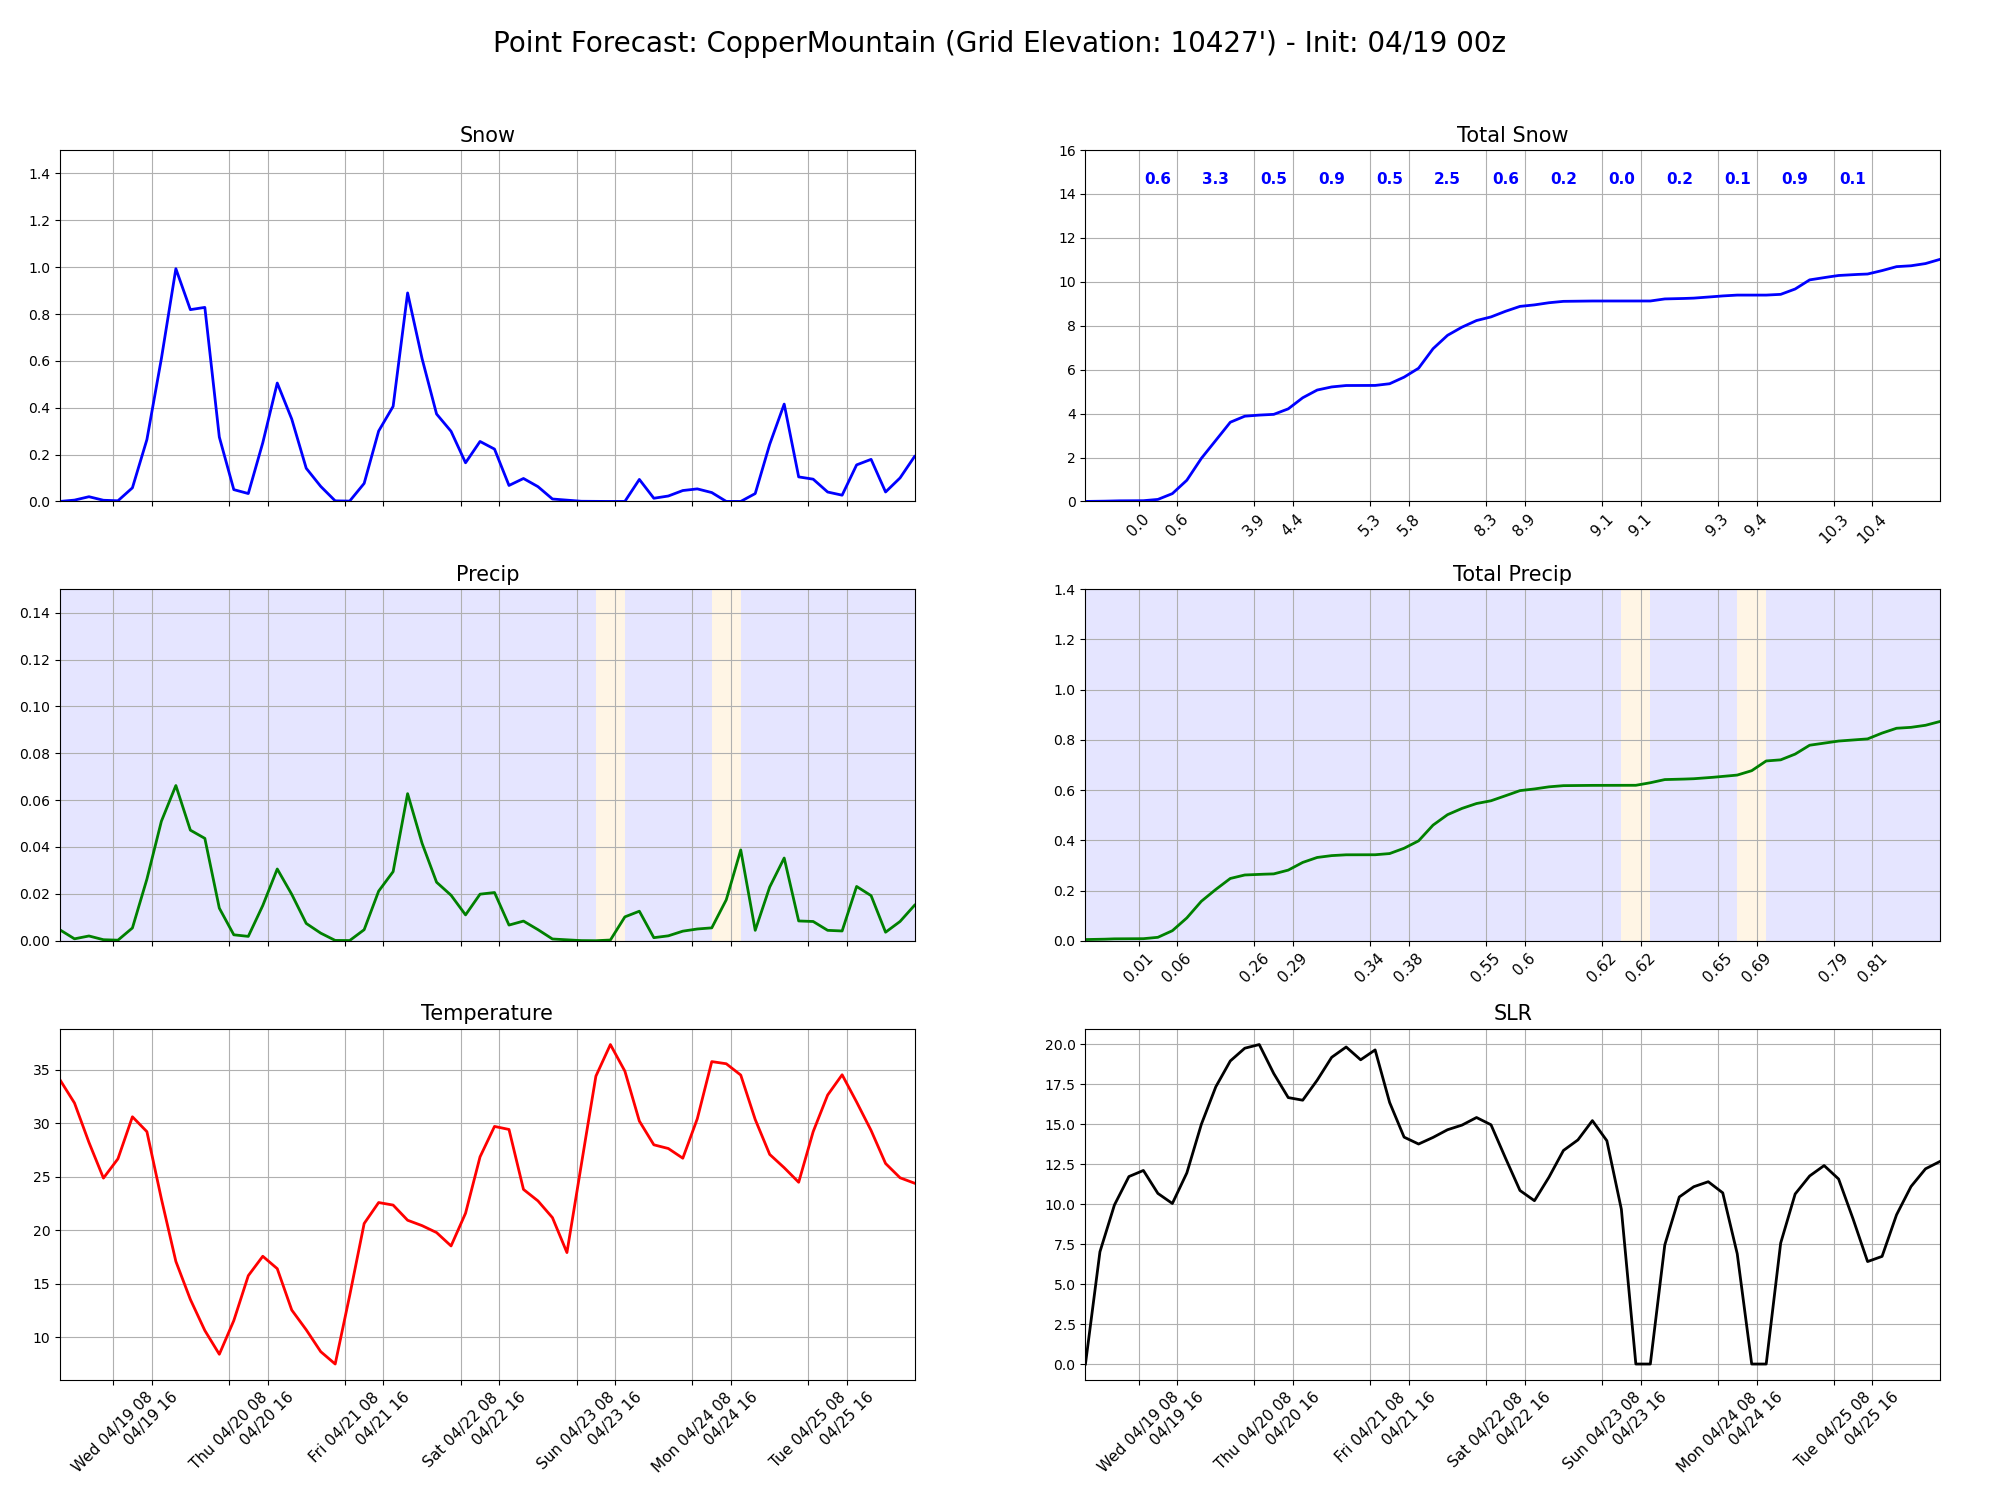 Point Forecast: CopperMountain (Grid Elevation: 10427') - Init: 04/19 00z
Snow
1.4
1.2
1.0
0.8
0.6
0.4
0.2
0.0
Total Snow
16
14
12
10
8
6
4
2
0
0.6 3.3 0.5 0.9 0.5 2.5 0.6 0.2 0.0 0.2 0.1 0.9 0.1
0.0 0.6 3.9 4.4 5.3 5.8 8.3 8.9 9.1 9.1 9.3 9.4 10.3 10.4
Precip
0.14
0.12
0.10
0.08
0.06
0.04
0.02
0.00
Total Precip
1.4
1.2
1.0
0.8
0.6
0.4
0.2
0.0
0.01 0.06 0.26 0.29 0.34 0.38 0.55 0.6 0.62 0.62 0.65 0.69 0.79 0.81
Temperature
35
30
25
20
15
10
Wed 04/19 08
04/19 16
Thu 04/20 08
04/20 16
Fri 04/21 08
04/21 16
Sat 04/22 08
04/22 16
Sun 04/23 08
04/23 16
Mon 04/24 08
04/24 16
Tue 04/25 08
04/25 16
SLR
20.0
17.5
15.0
12.5
10.0
7.5
5.0
2.5
0.0
Wed 04/19 08
04/19 16
Thu 04/20 08
04/20 16
Fri 04/21 08
04/21 16
Sat 04/22 08
04/22 16
Sun 04/23 08
04/23 16
Mon 04/24 08
04/24 16
Tue 04/25 08
04/25 16